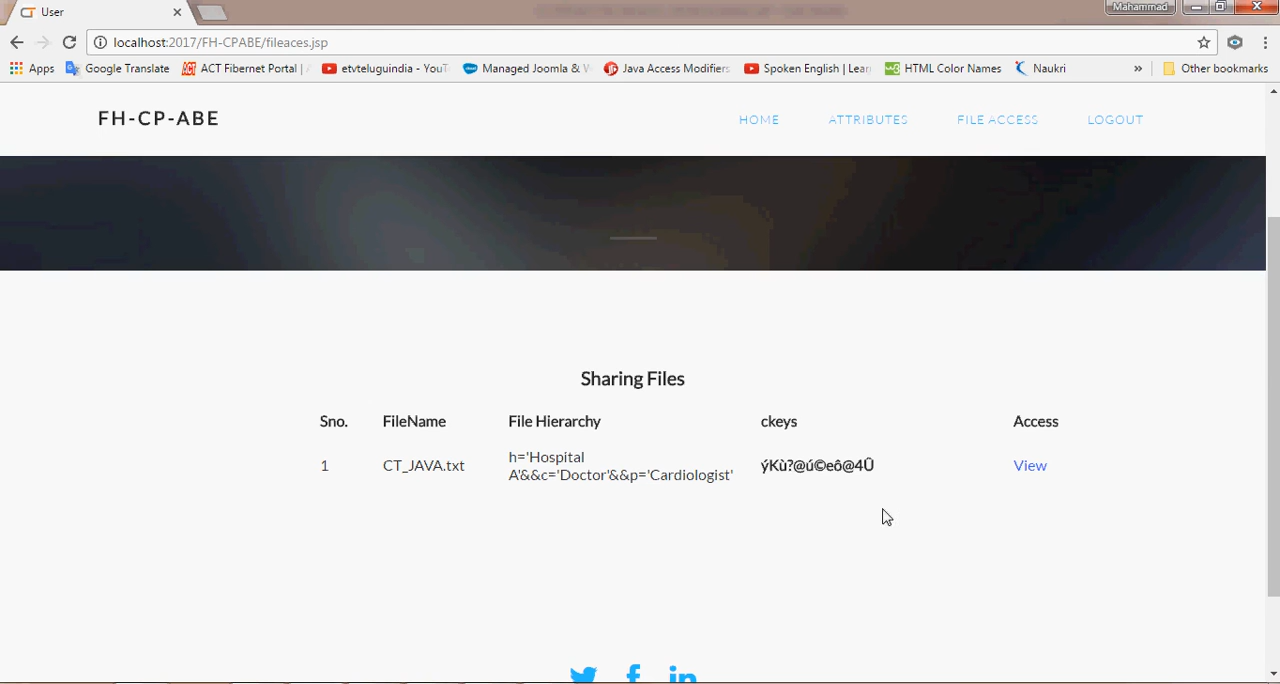 User
Mahammad
localhost:2017/FH-CPABE/fileaces.jsp
Apps Google Translate ACT Fibernet Portal | etvteluguindia - YouT Managed Joomla & Java Access Modifiers Spoken English | Lear HTML Color Names Naukri » Other bookmarks
FH-CP-ABE HOME ATTRIBUTES FILE ACCESS LOGOUT
Sharing Files
Sno. FileName File Hierarchy ckeys Access
1 CT_JAVA.txt h='Hospital A'&&c='Doctor'&&p='Cardiologist' ýKù?@ú©eô@4Û View